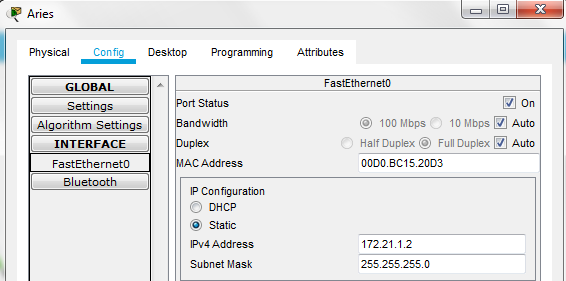 Aries
Physical Config Desktop Programming Attributes
GLOBAL
Settings
Algorithm Settings
INTERFACE
FastEthernet0
Bluetooth
FastEthernet0
Port Status On
Bandwidth 100 Mbps 10 Mbps Auto
Duplex Half Duplex Full Duplex Auto
MAC Address 00D0.BC15.20D3
IP Configuration
DHCP
Static
IPv4 Address 172.21.1.2
Subnet Mask 255.255.255.0